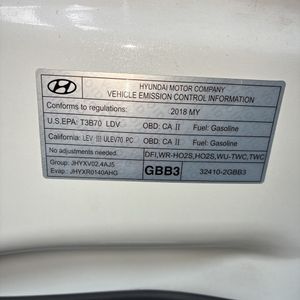 HYUNDAI MOTOR COMPANY
VEHICLE EMISSION CONTROL INFORMATION
Conforms to regulations: 2018 MY
U.S.EPA: T3B70 LDV OBD: CA II Fuel: Gasoline
California: LEV III ULEV70 PC OBD: CA II Fuel: Gasoline
No adjustments needed. DFI,WR-HO2S,HO2S,WU-TWC,TWC
Group: JHYXV02.4AJ5
Evap.: JHYXR0140AHG
GBB3 32410-2GBB3